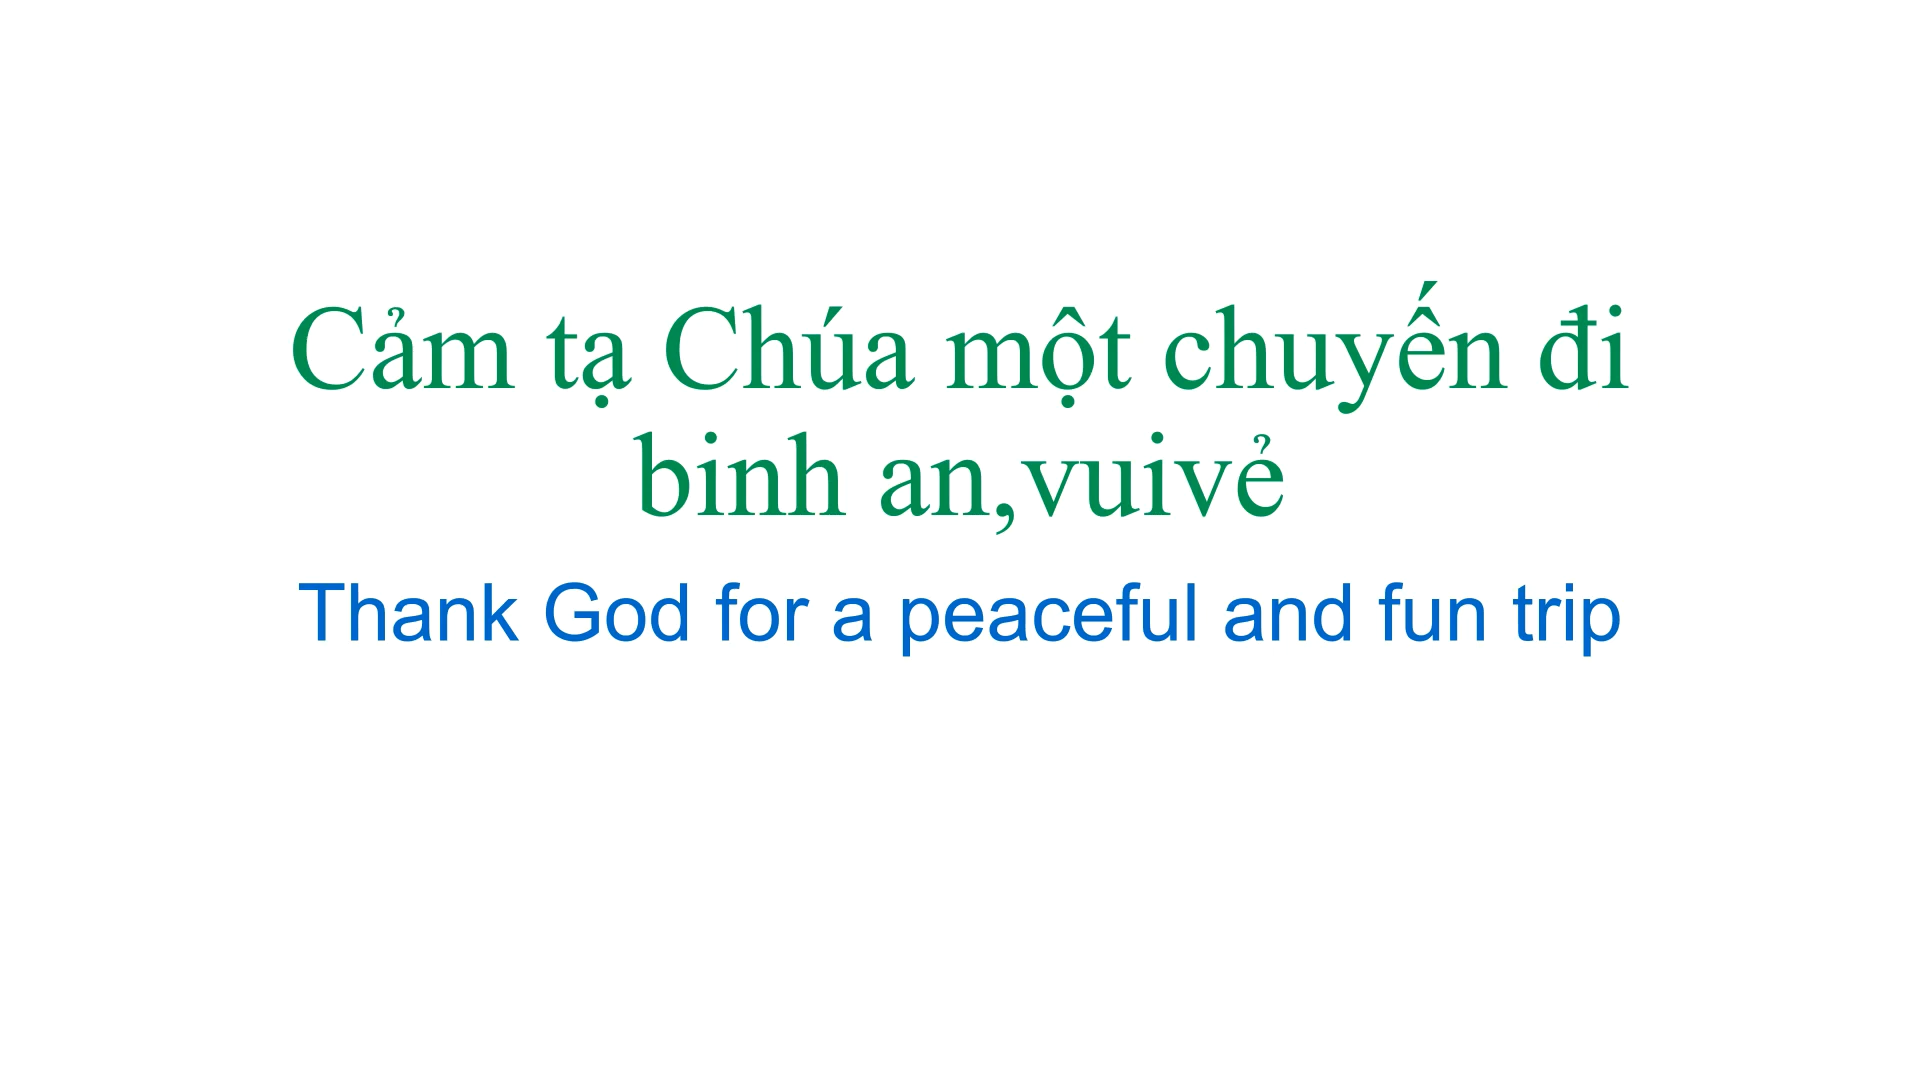 Cảm tạ Chúa một chuyến đi
binh an,vuivẻ
Thank God for a peaceful and fun trip